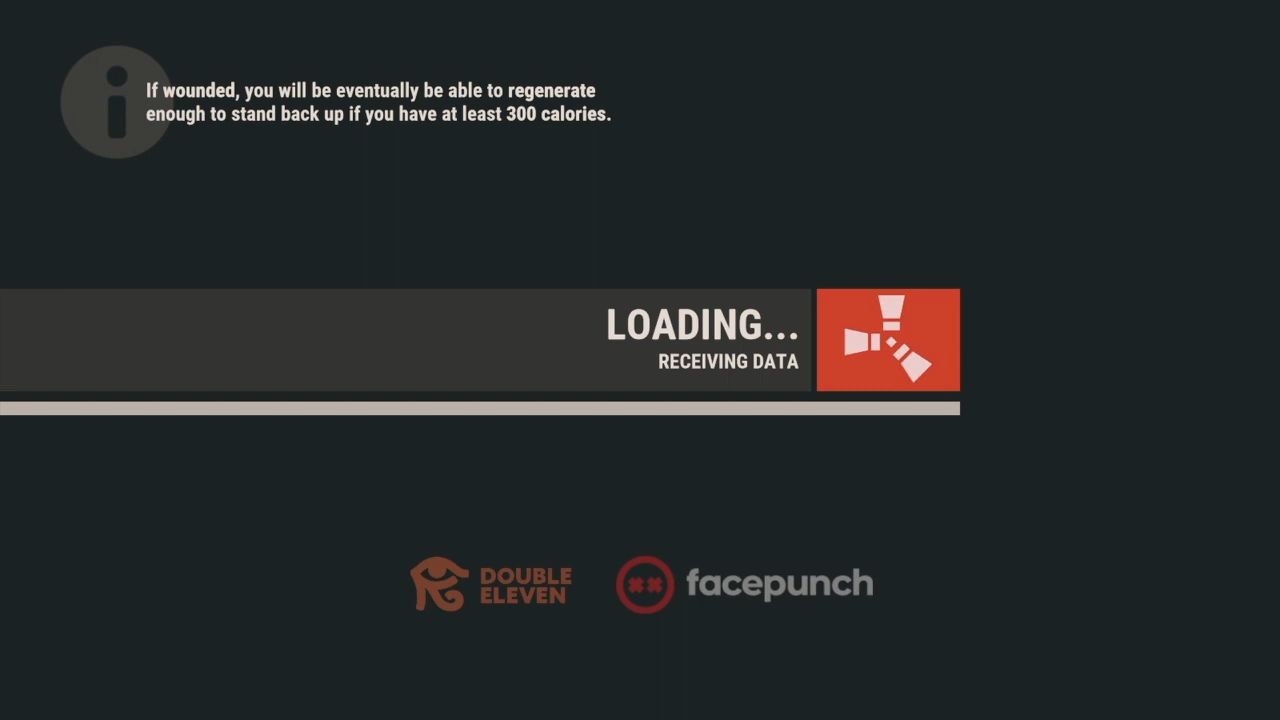 If wounded, you will be eventually be able to regenerate
enough to stand back up if you have at least 300 calories.
LOADING...
RECEIVING DATA
DOUBLE
ELEVEN
facepunch